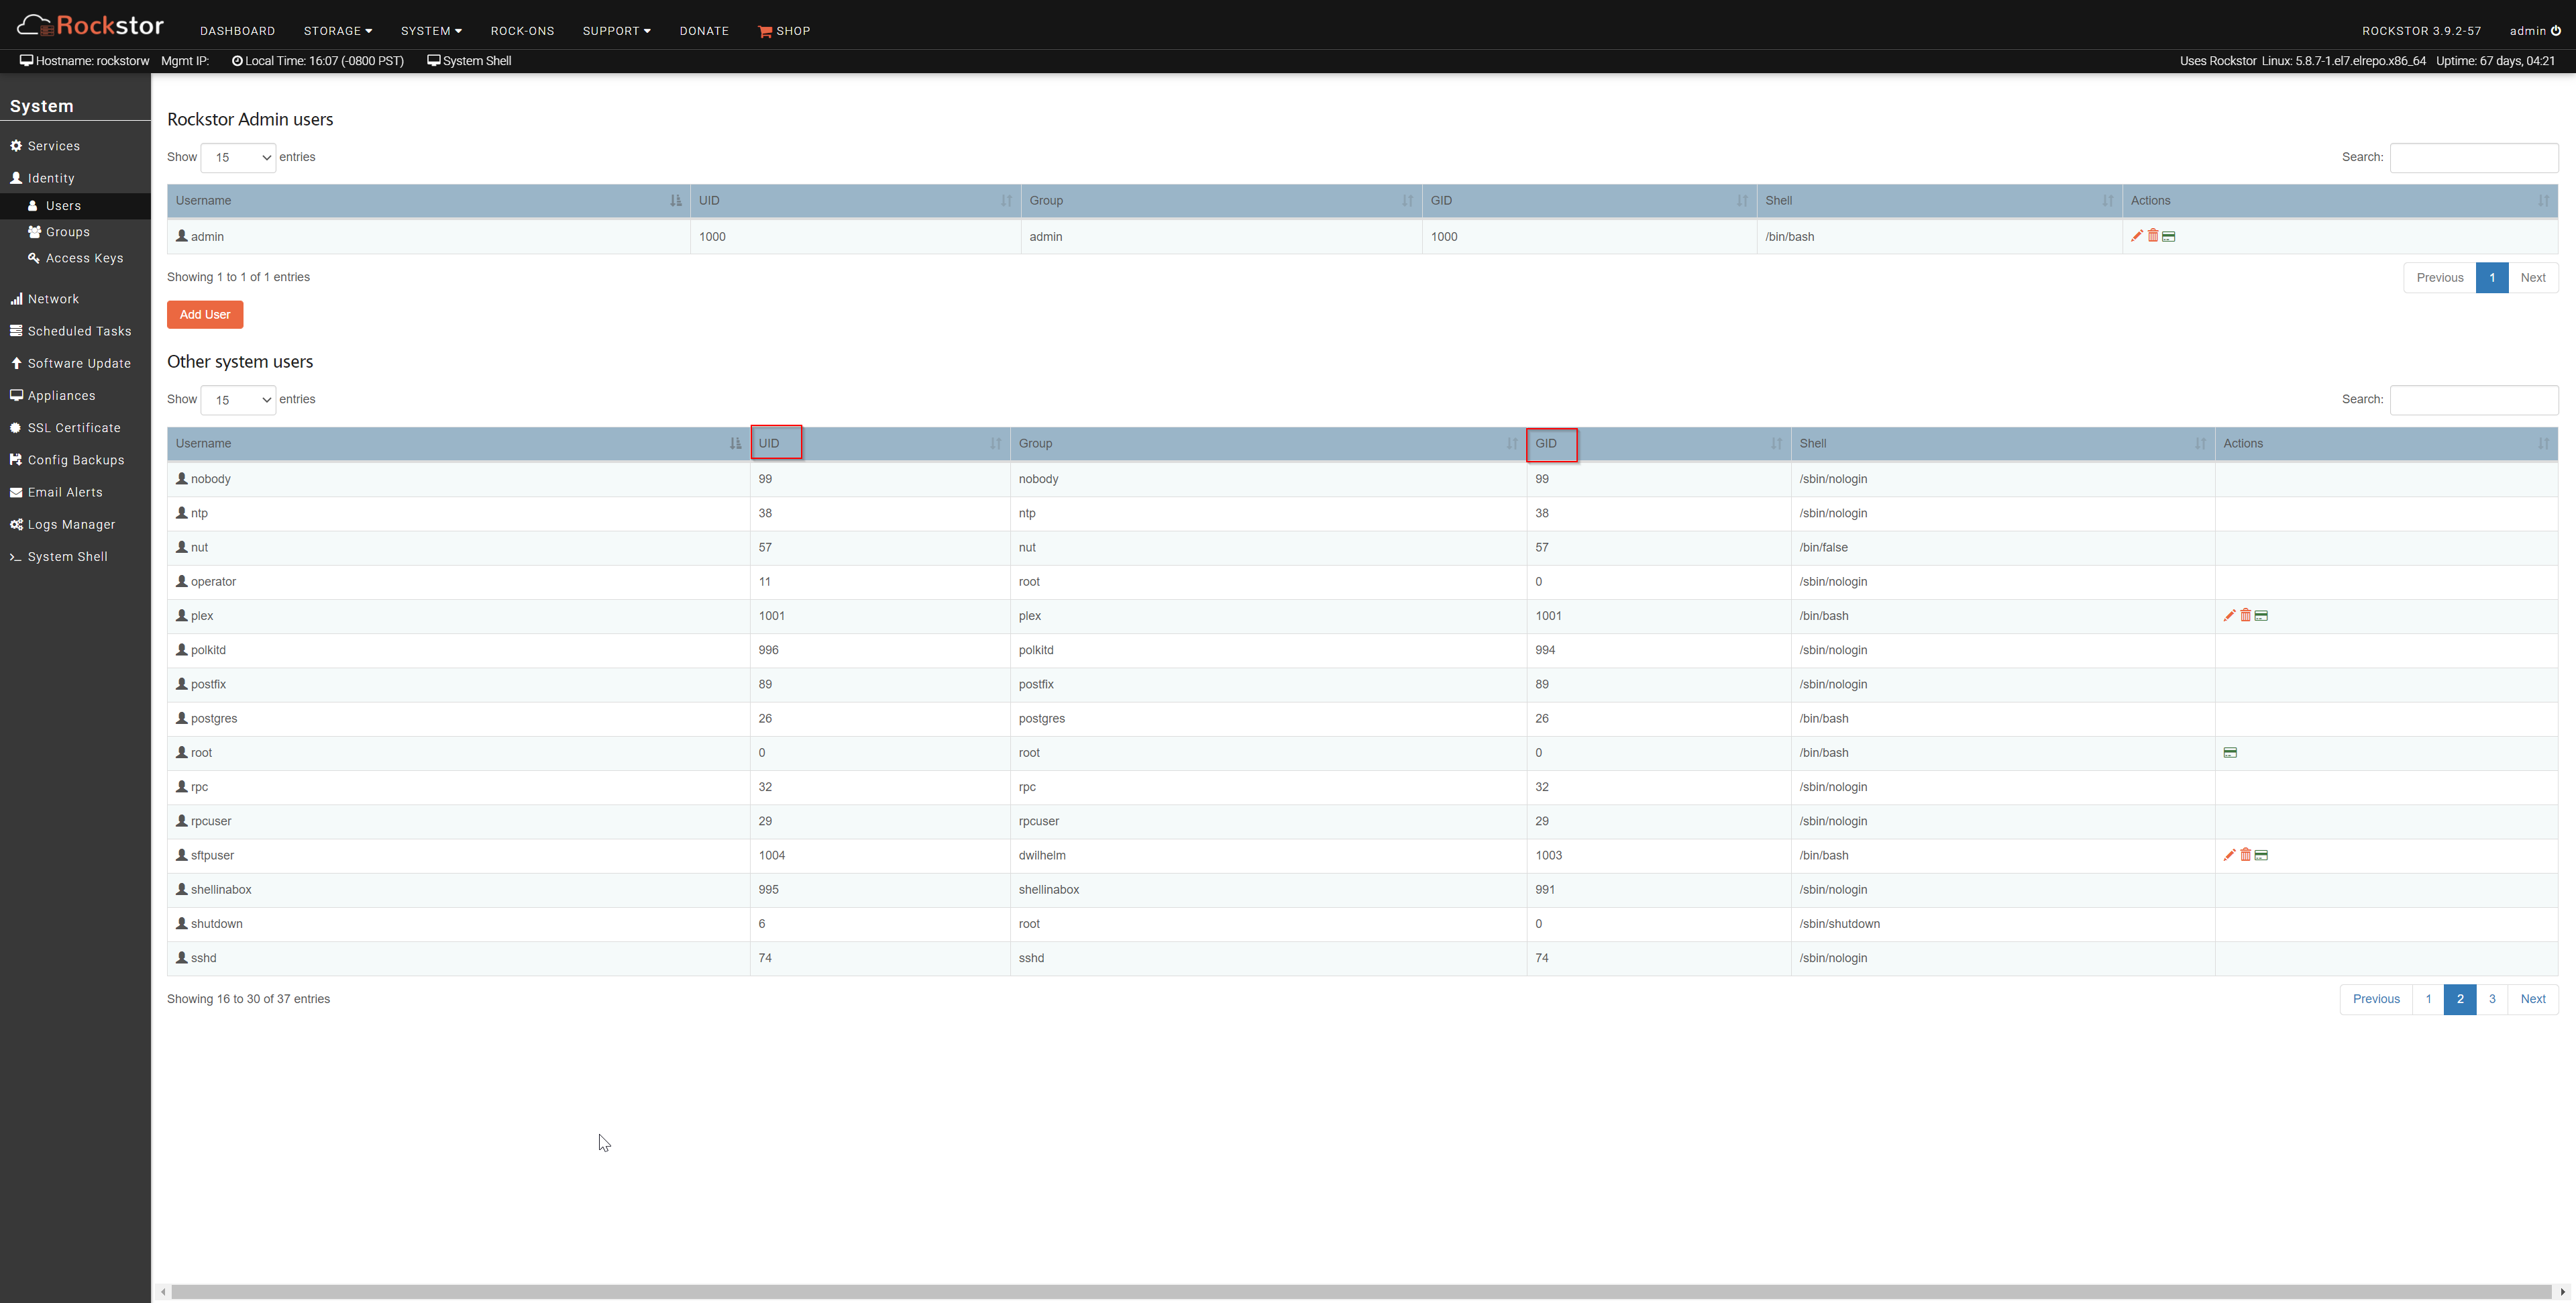 Rockstor DASHBOARD STORAGE SYSTEM ROCK-ONS SUPPORT DONATE SHOP ROCKSTOR 3.9.2-57 admin
Hostname: rockstorw Mgmt IP: Local Time: 16:07 (-0800 PST) System Shell Uses Rockstor Linux: 5.8.7-1.el7.elrepo.x86_64 Uptime: 67 days, 04:21
System
Services
Identity
Users
Groups
Access Keys
Network
Scheduled Tasks
Software Update
Appliances
SSL Certificate
Config Backups
Email Alerts
Logs Manager
System Shell
Rockstor Admin users
Show 15 entries Search:
Username UID Group GID Shell Actions
admin 1000 admin 1000 /bin/bash
Showing 1 to 1 of 1 entries Previous 1 Next
Add User
Other system users
Show 15 entries Search:
Username UID Group GID Shell Actions
nobody 99 nobody 99 /sbin/nologin
ntp 38 ntp 38 /sbin/nologin
nut 57 nut 57 /bin/false
operator 11 root 0 /sbin/nologin
plex 1001 plex 1001 /bin/bash
polkitd 996 polkitd 994 /sbin/nologin
postfix 89 postfix 89 /sbin/nologin
postgres 26 postgres 26 /bin/bash
root 0 root 0 /bin/bash
rpc 32 rpc 32 /sbin/nologin
rpcuser 29 rpcuser 29 /sbin/nologin
sftpuser 1004 dwilhelm 1003 /bin/bash
shellinabox 995 shellinabox 991 /sbin/nologin
shutdown 6 root 0 /sbin/shutdown
sshd 74 sshd 74 /sbin/nologin
Showing 16 to 30 of 37 entries Previous 1 2 3 Next